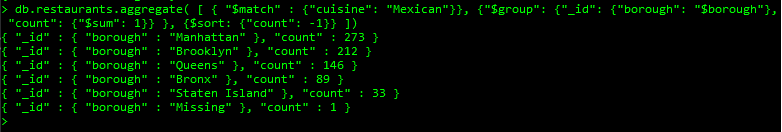 > db.restaurants.aggregate( [ { "$match" : {"cuisine": "Mexican"}}, {"$group": {"_id": {"borough": "$borough"},
"count": {"$sum": 1}} }, {$sort: {"count": -1}} ])
{ "_id" : { "borough" : "Manhattan" }, "count" : 273 }
{ "_id" : { "borough" : "Brooklyn" }, "count" : 212 }
{ "_id" : { "borough" : "Queens" }, "count" : 146 }
{ "_id" : { "borough" : "Bronx" }, "count" : 89 }
{ "_id" : { "borough" : "Staten Island" }, "count" : 33 }
{ "_id" : { "borough" : "Missing" }, "count" : 1 }
>